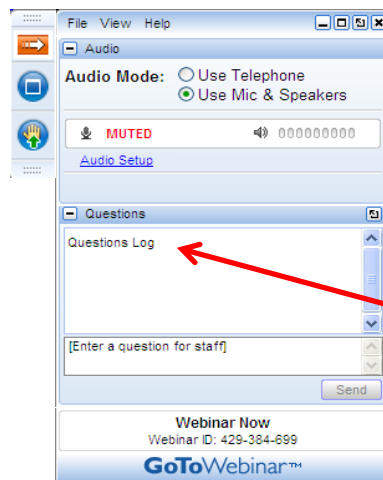 File View Help
Audio
Audio Mode: Use Telephone
Use Mic & Speakers
MUTED 000000000
Audio Setup
Questions
Questions Log
[Enter a question for staff]
Send
Webinar Now
Webinar ID: 429-384-699
GoToWebinar™